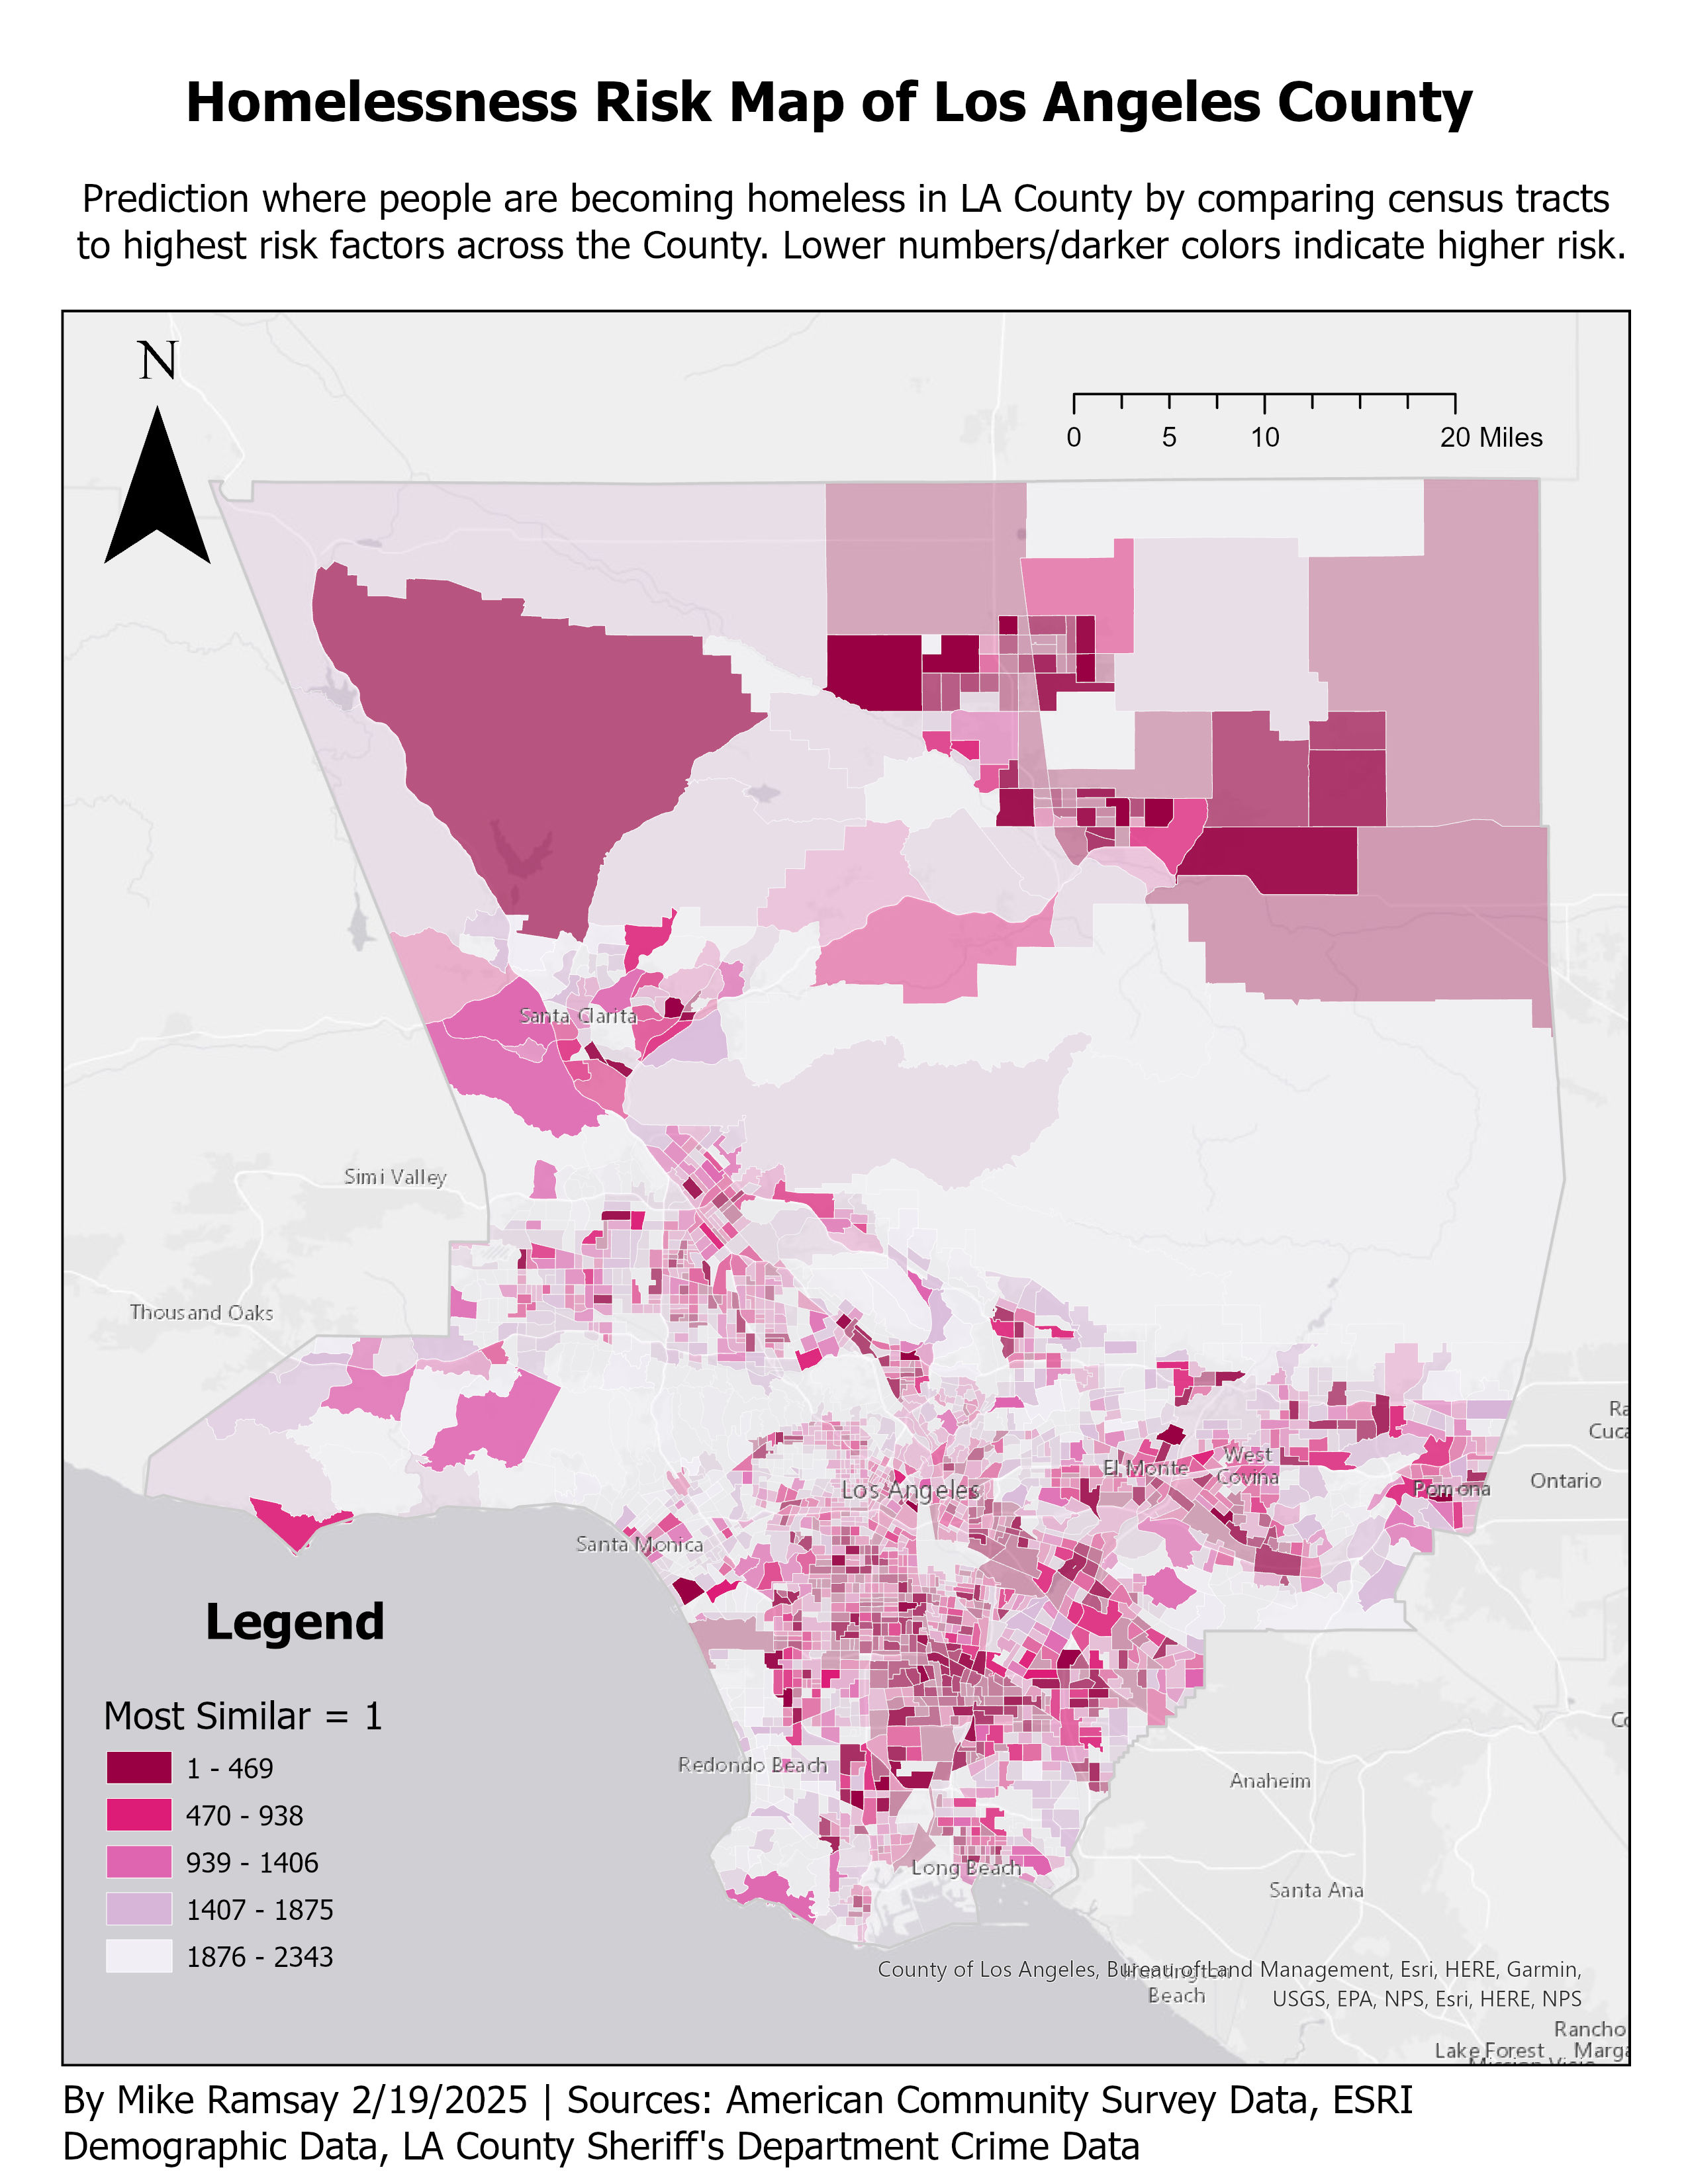 Homelessness Risk Map of Los Angeles County
Prediction where people are becoming homeless in LA County by comparing census tracts
to highest risk factors across the County. Lower numbers/darker colors indicate higher risk.
N
0 5 10 20 Miles
Santa Clarita
Simi Valley
Thousand Oaks
Ra
Cuca
West
Covina
El Monte
Los Angeles
Pomona
Ontario
Santa Monica
Legend
Most Similar = 1
1 - 469
470 - 938
939 - 1406
1407 - 1875
1876 - 2343
Redondo Beach
Co
Anaheim
Long Beach
Santa Ana
County of Los Angeles, Bureau of Land Management, Esri, HERE, Garmin,
USGS, EPA, NPS, Esri, HERE, NPS
Huntington
Beach
Rancho
Marga
Lake Forest
Mission Viejo
By Mike Ramsay 2/19/2025 | Sources: American Community Survey Data, ESRI
Demographic Data, LA County Sheriff's Department Crime Data